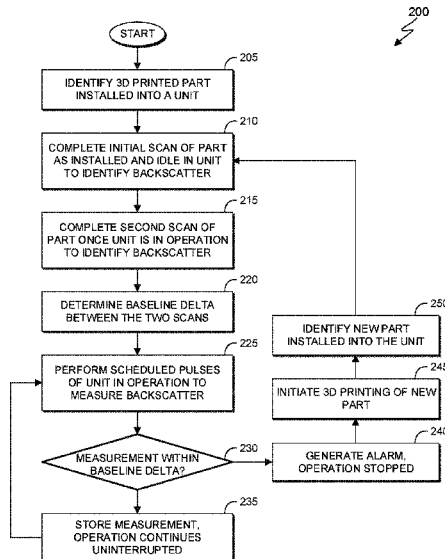 200
START
205
IDENTIFY 3D PRINTED PART
INSTALLED INTO A UNIT
210
COMPLETE INITIAL SCAN OF PART
AS INSTALLED AND IDLE IN UNIT
TO IDENTIFY BACKSCATTER
215
COMPLETE SECOND SCAN OF
PART ONCE UNIT IS IN OPERATION
TO IDENTIFY BACKSCATTER
220
DETERMINE BASELINE DELTA
BETWEEN THE TWO SCANS
225
PERFORM SCHEDULED PULSES
OF UNIT IN OPERATION TO
MEASURE BACKSCATTER
230
MEASUREMENT WITHIN
BASELINE DELTA?
235
STORE MEASUREMENT,
OPERATION CONTINUES
UNINTERRUPTED
250
IDENTIFY NEW PART
INSTALLED INTO THE UNIT
245
INITIATE 3D PRINTING OF NEW
PART
240
GENERATE ALARM,
OPERATION STOPPED